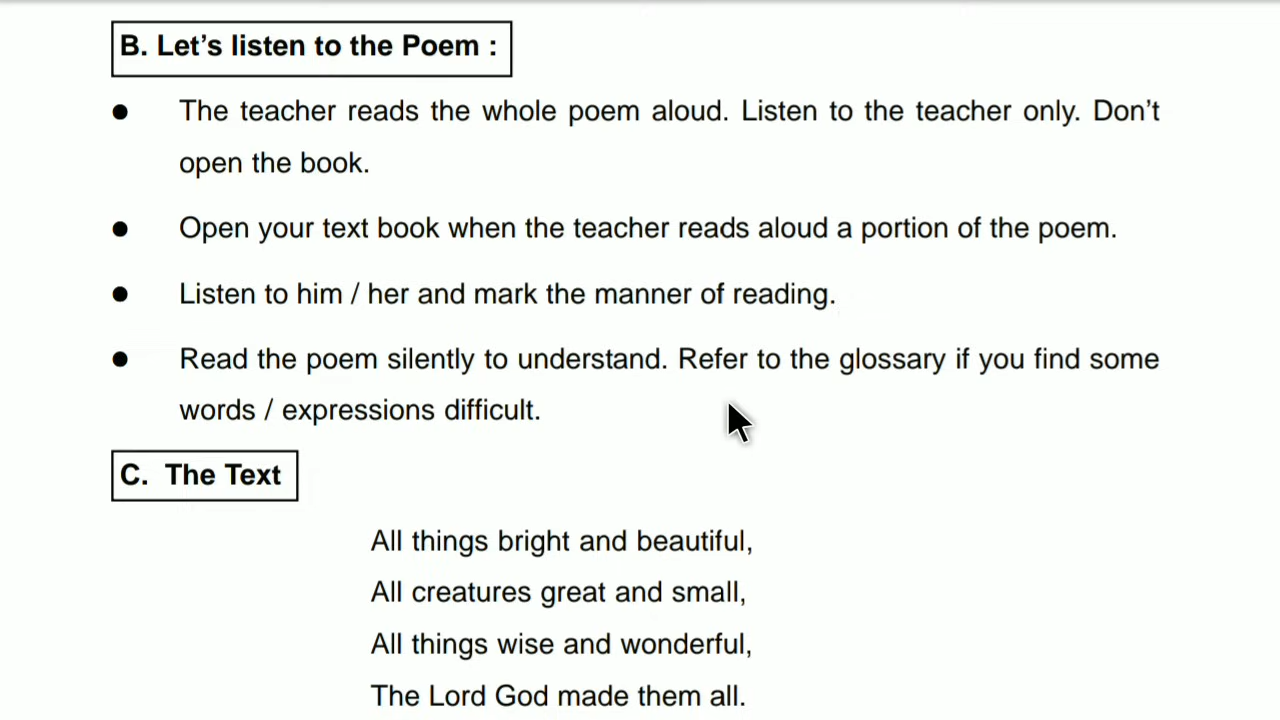 B. Let’s listen to the Poem :
● The teacher reads the whole poem aloud. Listen to the teacher only. Don’t
open the book.
● Open your text book when the teacher reads aloud a portion of the poem.
● Listen to him / her and mark the manner of reading.
● Read the poem silently to understand. Refer to the glossary if you find some
words / expressions difficult.
C. The Text
All things bright and beautiful,
All creatures great and small,
All things wise and wonderful,
The Lord God made them all.